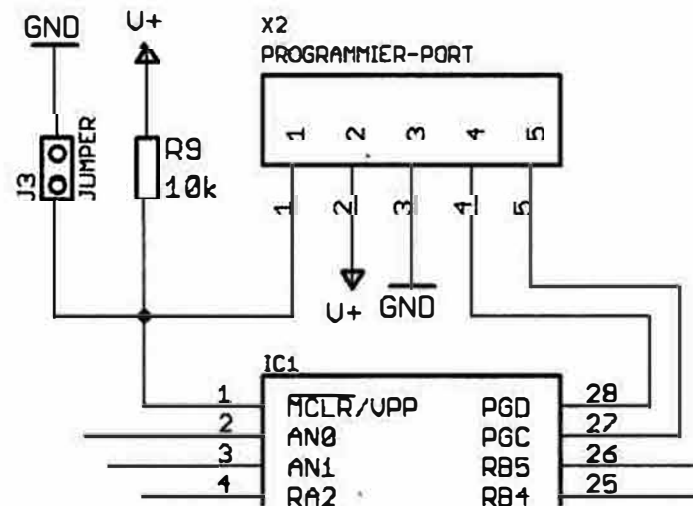 GND
V+
X2
PROGRAMMIER-PORT
1 2 3 4 5
J3
JUMPER
R9
10k
1 2 3 4 5
V+
GND
IC1
1 MCLR/VPP PGD 28
2 AN0 PGC 27
3 AN1 RB5 26
4 RA2 RB4 25